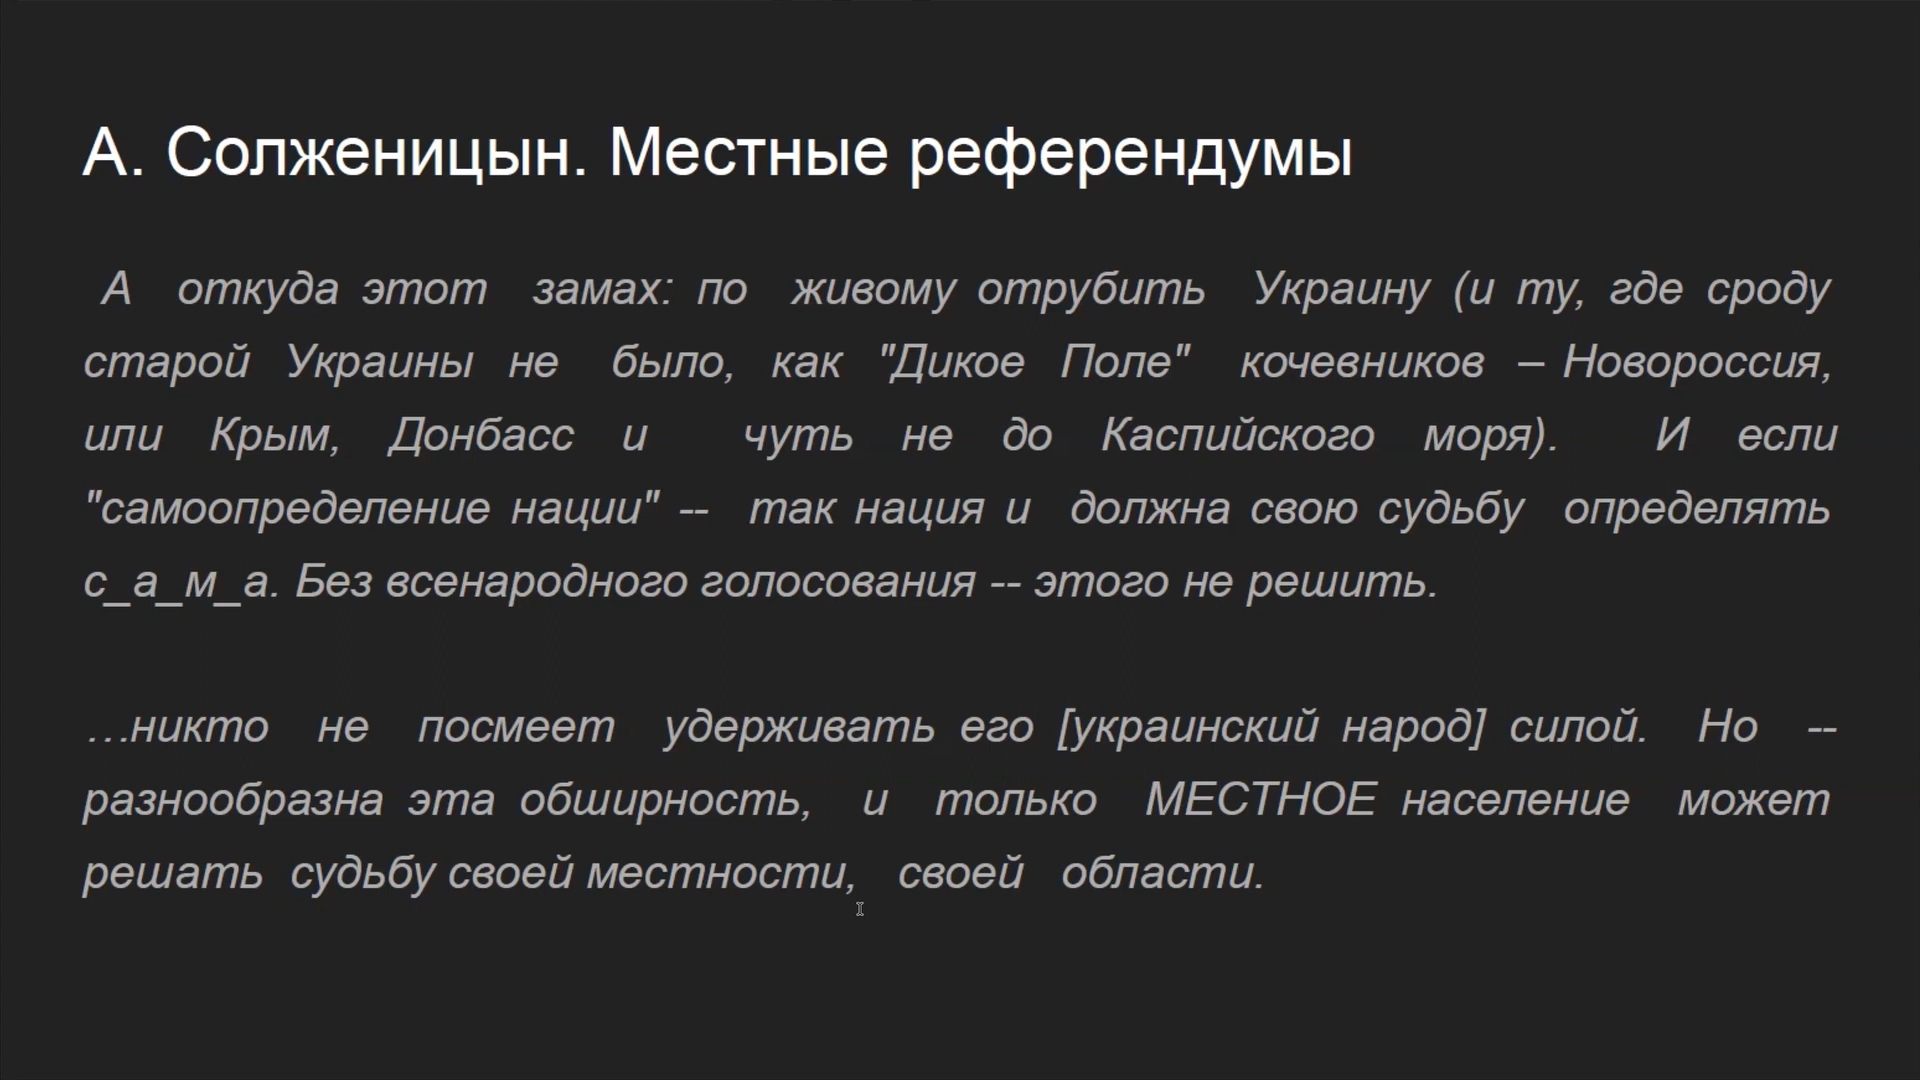 А. Солженицын. Местные референдумы
А откуда этот замах: по живому отрубить Украину (и ту, где сроду
старой Украины не было, как "Дикое Поле" кочевников – Новороссия,
или Крым, Донбасс и чуть не до Каспийского моря). И если
"самоопределение нации" -- так нация и должна свою судьбу определять
с_а_м_а. Без всенародного голосования -- этого не решить.
…никто не посмеет удерживать его [украинский народ] силой. Но --
разнообразна эта обширность, и только МЕСТНОЕ население может
решать судьбу своей местности, своей области.